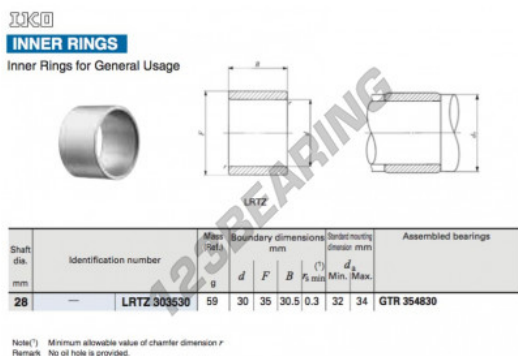 IKO
INNER RINGS
Inner Rings for General Usage
B
F
r
r
d
da
LRTZ
123BEARING
Shaft dia. mm
Identification number
Mass (Ref.) g
Boundary dimensions mm
d F B rs min(1)
Standard mounting dimension mm
da
Min. Max.
Assembled bearings
28 — LRTZ 303530 59 30 35 30.5 0.3 32 34 GTR 354830
Note(1) Minimum allowable value of chamfer dimension r
Remark No oil hole is provided.